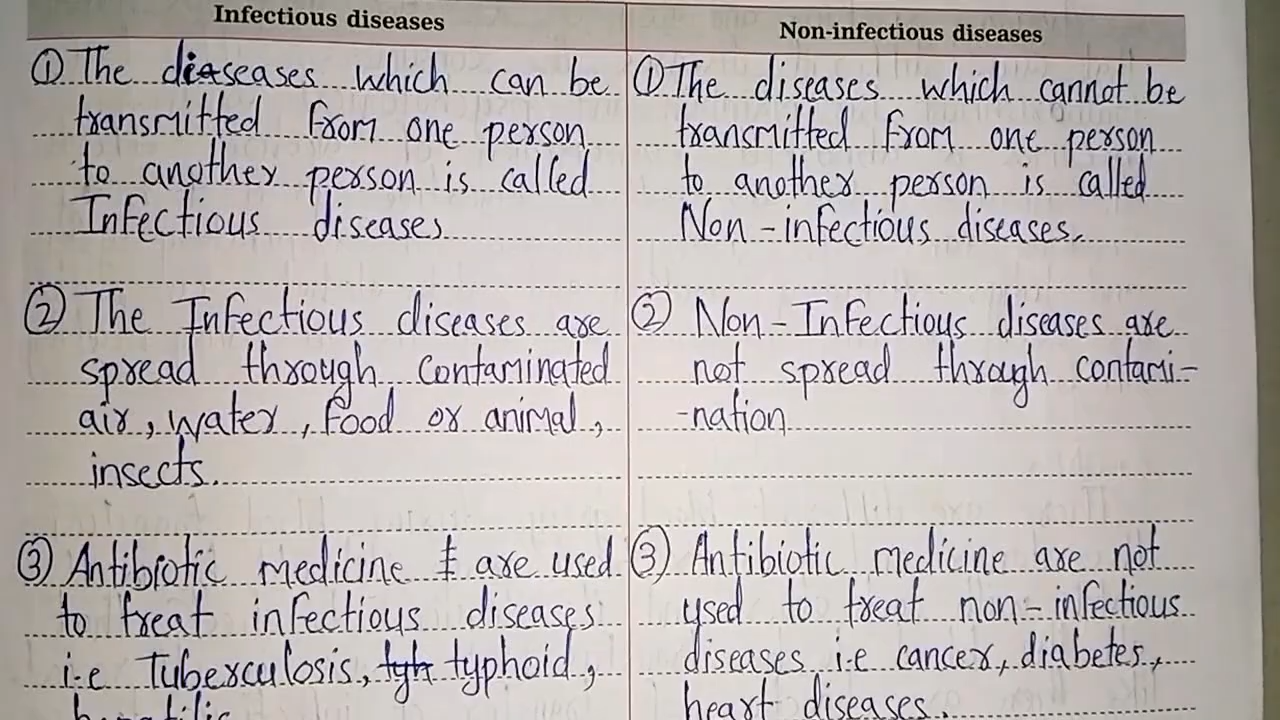 Infectious diseases
① The diseaseases which can be
transmitted from one person
to another person is called
Infectious diseases
② The Infectious diseases are
spread through contaminated
air, water, food or animal,
insects.
③ Antibiotic medicine are used
to treat infectious diseases
i.e Tuberculosis, typhoid,
Non-infectious diseases
① The diseases which cannot be
transmitted from one person
to another person is called
Non-infectious diseases.
② Non-Infectious diseases are
not spread through contami-
-nation
③ Antibiotic medicine are not
used to treat non-infectious
diseases i.e cancer, diabetes,
heart diseases.